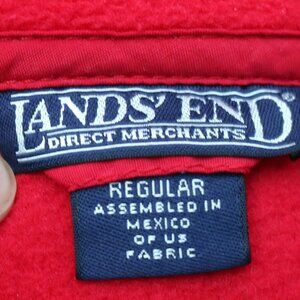 LANDS' END®
DIRECT MERCHANTS
REGULAR
ASSEMBLED IN
MEXICO
OF US
FABRIC